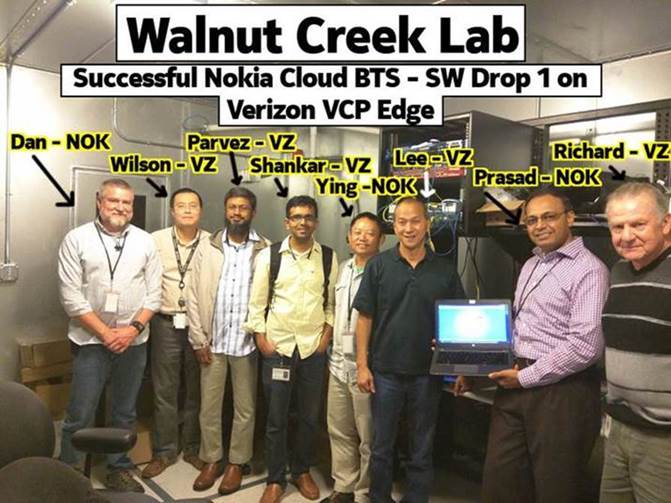 Walnut Creek Lab
Successful Nokia Cloud BTS - SW Drop 1 on
Verizon VCP Edge
Dan - NOK
Wilson - VZ
Parvez - VZ
Shankar - VZ
Ying -NOK
Lee -VZ
Prasad - NOK
Richard - VZ